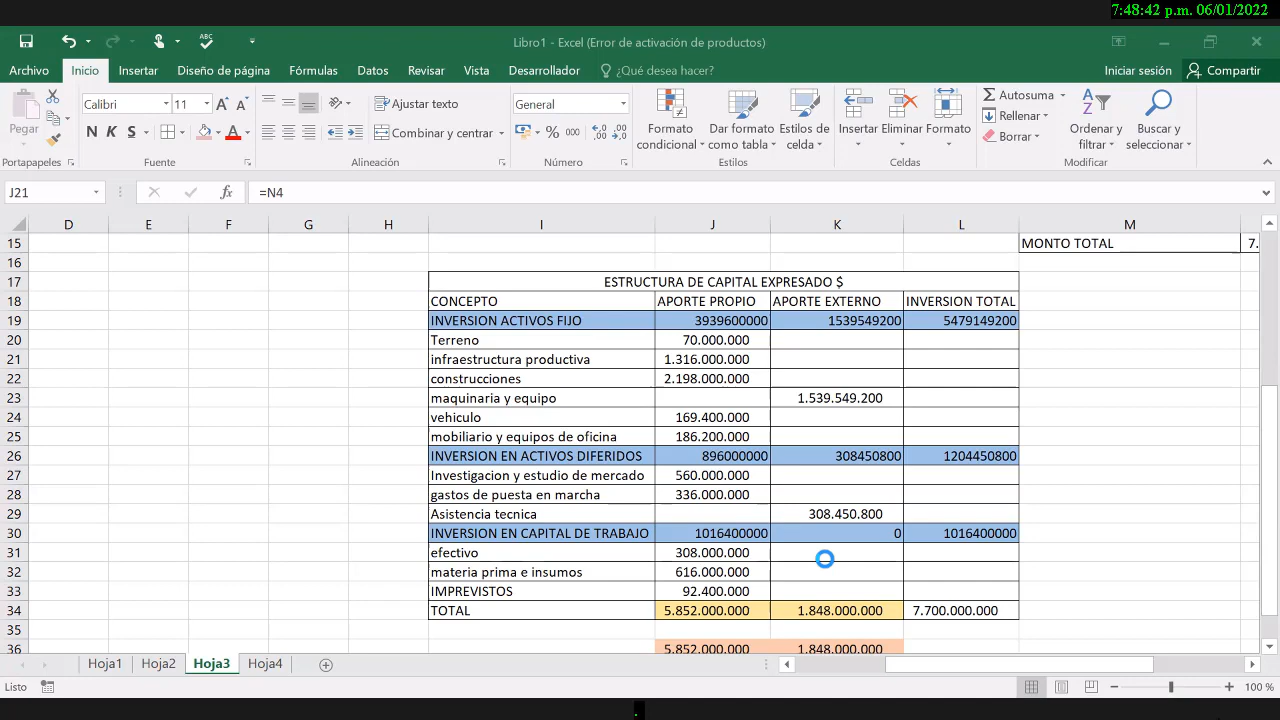 7:48:42 p.m. 06/01/2022
Libro1 - Excel (Error de activación de productos)
Archivo Inicio Insertar Diseño de página Fórmulas Datos Revisar Vista Desarrollador ¿Qué desea hacer? Iniciar sesión Compartir
Pegar
Calibri 11
N K S
Ajustar texto
Combinar y centrar
General
% 000
Formato condicional
Dar formato como tabla
Estilos de celda
Insertar Eliminar Formato
Autosuma
Rellenar
Borrar
Ordenar y filtrar
Buscar y seleccionar
Portapapeles Fuente Alineación Número Estilos Celdas Modificar
J21 fx =N4
D E F G H I J K L M
15 MONTO TOTAL 7.
16
17 ESTRUCTURA DE CAPITAL EXPRESADO $
18 CONCEPTO APORTE PROPIO APORTE EXTERNO INVERSION TOTAL
19 INVERSION ACTIVOS FIJO 3939600000 1539549200 5479149200
20 Terreno 70.000.000
21 infraestructura productiva 1.316.000.000
22 construcciones 2.198.000.000
23 maquinaria y equipo 1.539.549.200
24 vehiculo 169.400.000
25 mobiliario y equipos de oficina 186.200.000
26 INVERSION EN ACTIVOS DIFERIDOS 896000000 308450800 1204450800
27 Investigacion y estudio de mercado 560.000.000
28 gastos de puesta en marcha 336.000.000
29 Asistencia tecnica 308.450.800
30 INVERSION EN CAPITAL DE TRABAJO 1016400000 0 1016400000
31 efectivo 308.000.000
32 materia prima e insumos 616.000.000
33 IMPREVISTOS 92.400.000
34 TOTAL 5.852.000.000 1.848.000.000 7.700.000.000
35
36 5.852.000.000 1.848.000.000
Hoja1 Hoja2 Hoja3 Hoja4
Listo 100 %